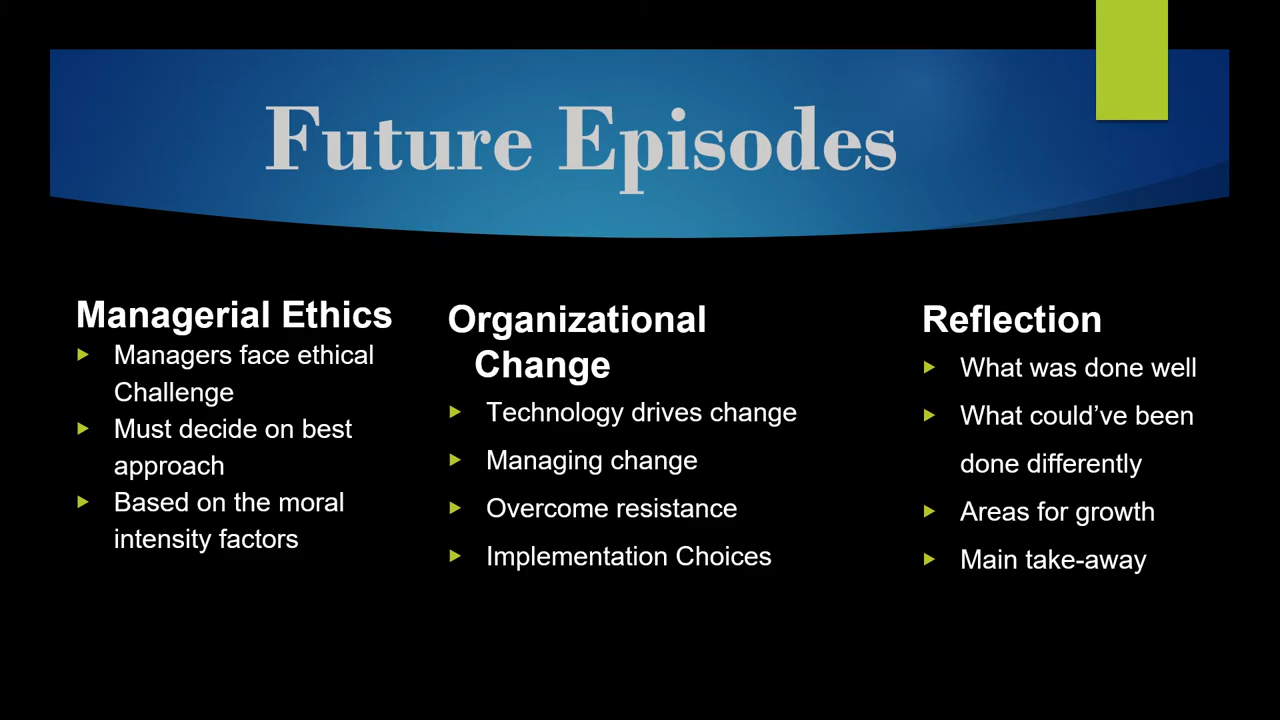 Future Episodes
Managerial Ethics
Managers face ethical
Challenge
Must decide on best
approach
Based on the moral
intensity factors
Organizational
Change
Technology drives change
Managing change
Overcome resistance
Implementation Choices
Reflection
What was done well
What could’ve been
done differently
Areas for growth
Main take-away